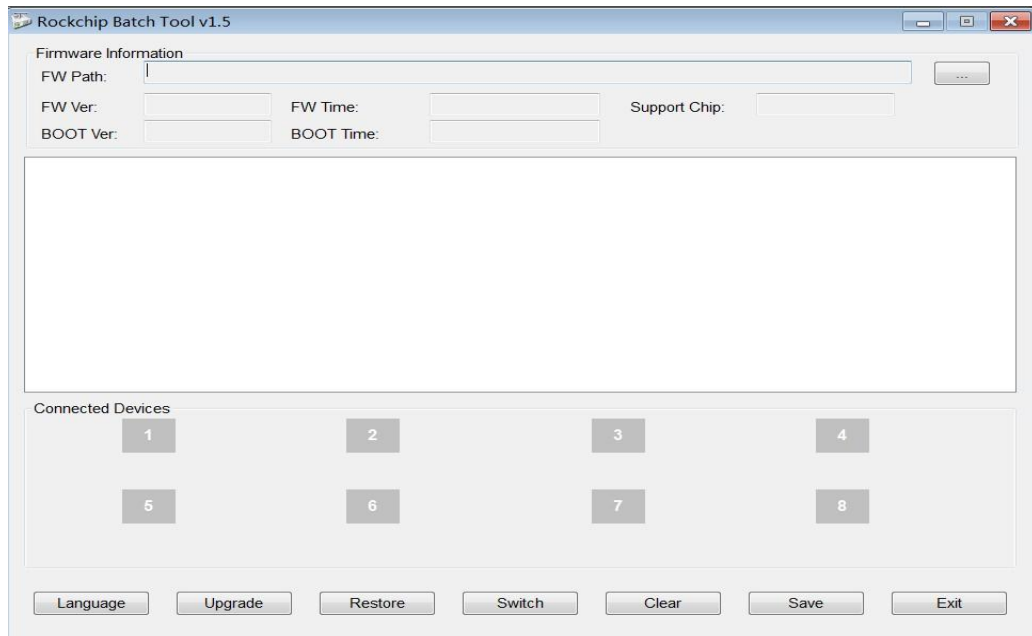 Rockchip Batch Tool v1.5
Firmware Information
FW Path:
...
FW Ver: FW Time: Support Chip:
BOOT Ver: BOOT Time:
Connected Devices
1 2 3 4
5 6 7 8
Language Upgrade Restore Switch Clear Save Exit